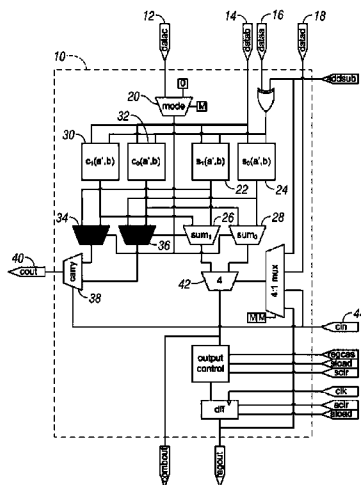 12
14
16
18
datac
datab
dataa
datad
10
0
20
mode
M
addsub
30
32
c₁(a',b)
c₀(a',b)
s₁(a',b)
s₀(a',b)
22
24
34
36
26
28
sum₁
sum₀
40
cout
carry
38
42
4
4:1 mux
44
cin
M M
output
control
regcas
sload
sclr
clk
dff
aclr
aload
combout
regout